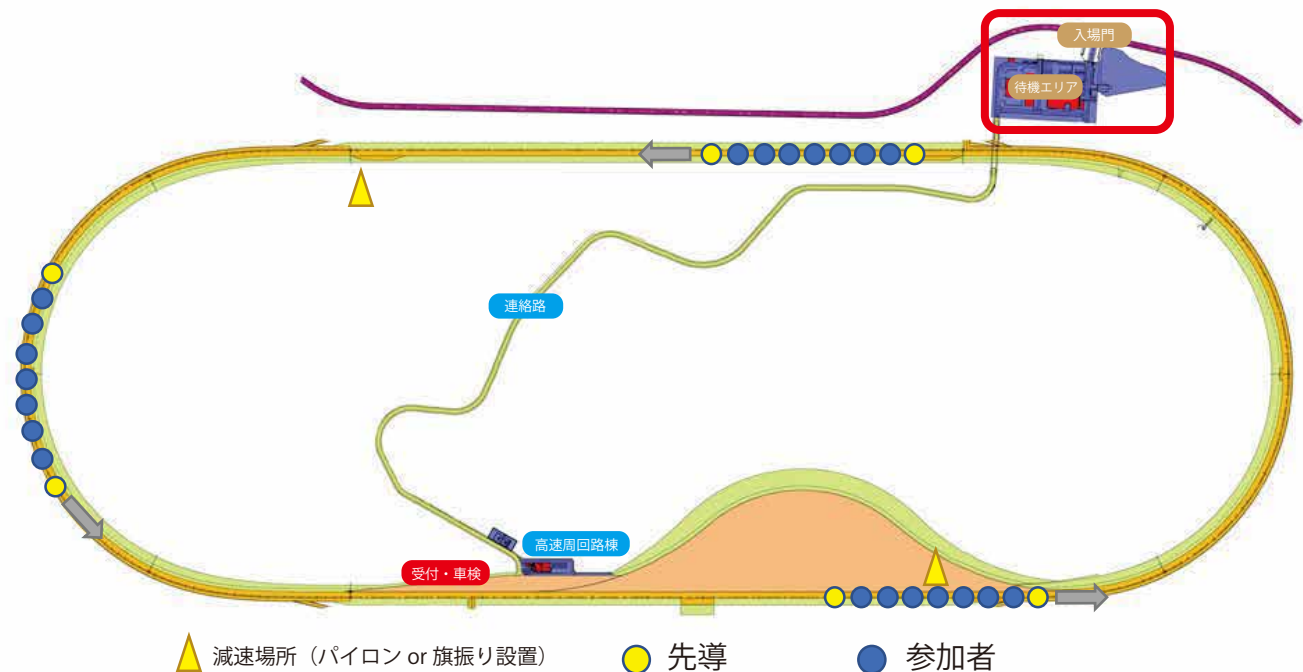 入場門
待機エリア
連絡路
高速周回路棟
受付・車検
減速場所（パイロン or 旗振り設置）
先導
参加者